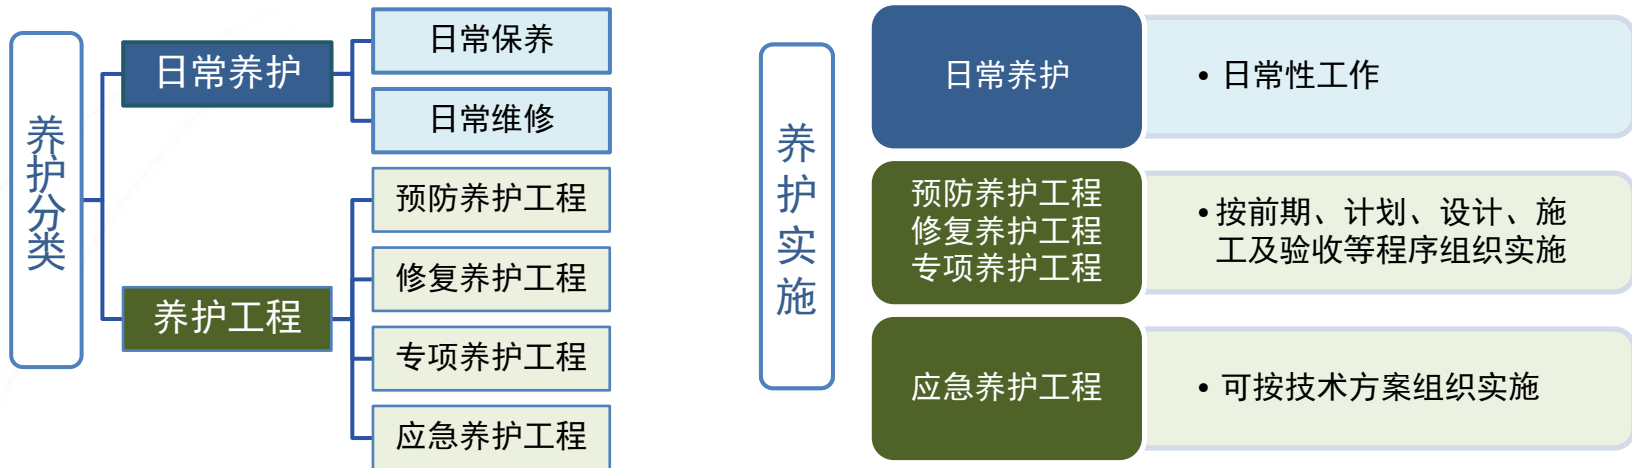 养护分类
日常养护
日常保养
日常维修
养护工程
预防养护工程
修复养护工程
专项养护工程
应急养护工程
养护实施
日常养护
• 日常性工作
预防养护工程
修复养护工程
专项养护工程
• 按前期、计划、设计、施
工及验收等程序组织实施
应急养护工程
• 可按技术方案组织实施